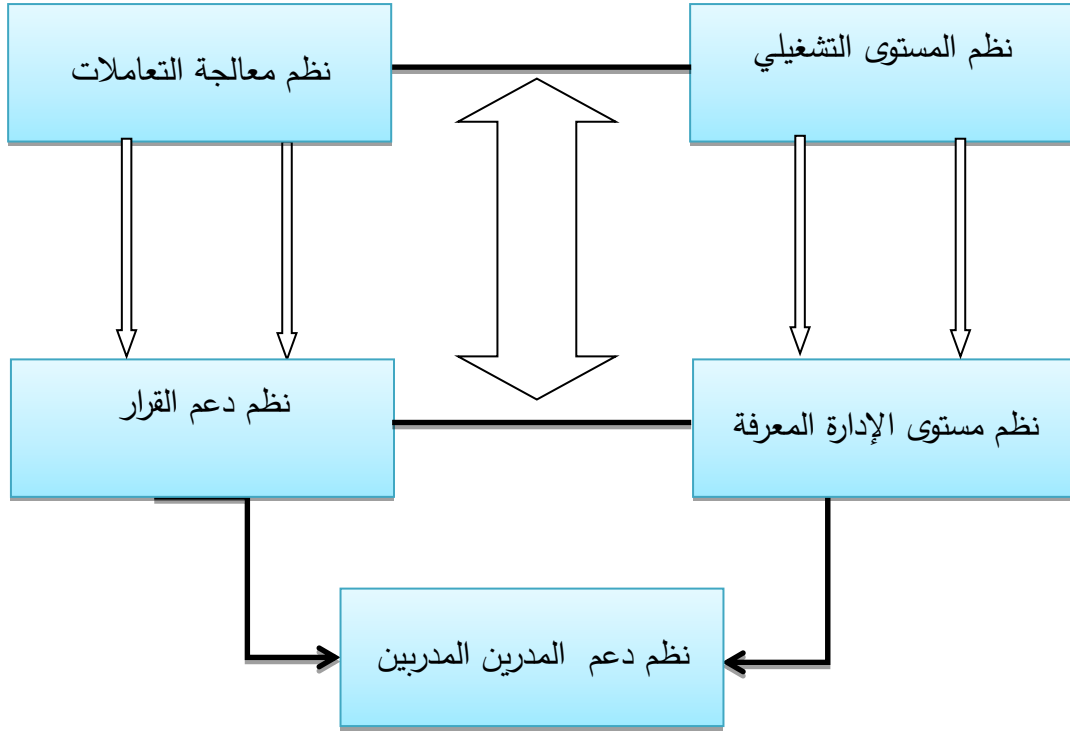 نظم المستوى التشغيلي
نظم معالجة التعاملات
نظم مستوى الإدارة المعرفة
نظم دعم القرار
نظم دعم المدرين المدربين